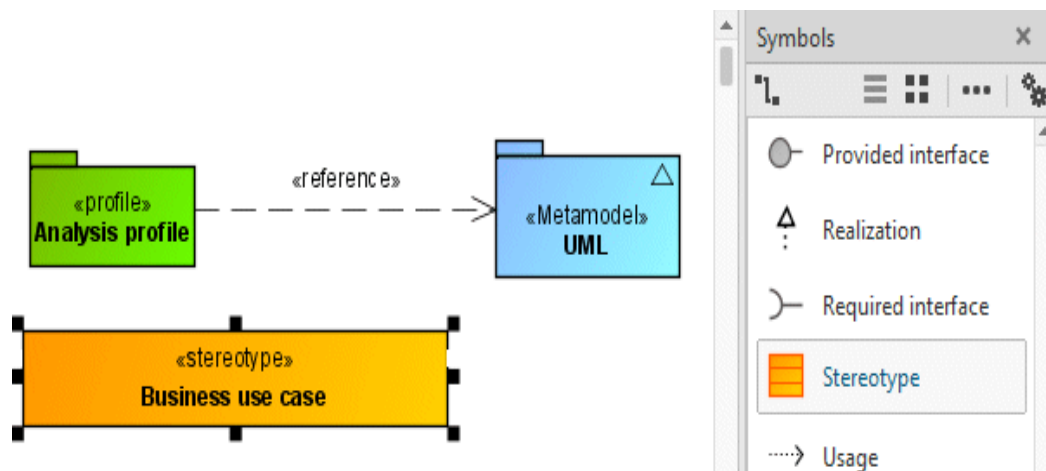 «profile»
Analysis profile
«reference»
«Metamodel»
UML
«stereotype»
Business use case
Symbols
Provided interface
Realization
Required interface
Stereotype
Usage